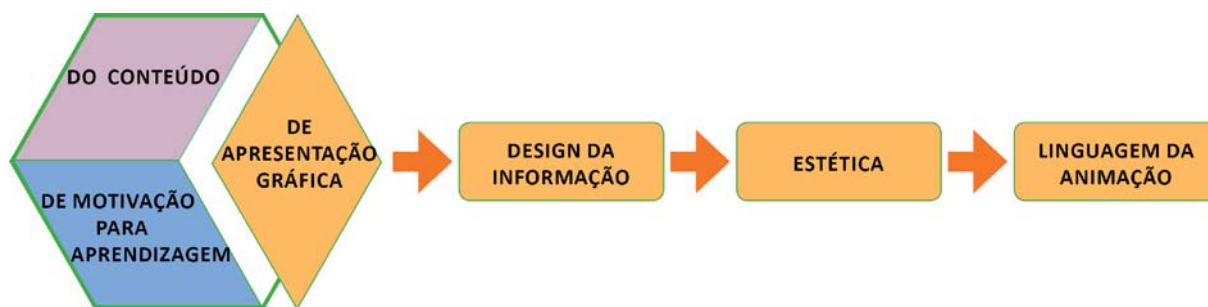 DO CONTEÚDO
DE MOTIVAÇÃO
PARA
APRENDIZAGEM
DE
APRESENTAÇÃO
GRÁFICA
DESIGN DA
INFORMAÇÃO
ESTÉTICA
LINGUAGEM DA
ANIMAÇÃO